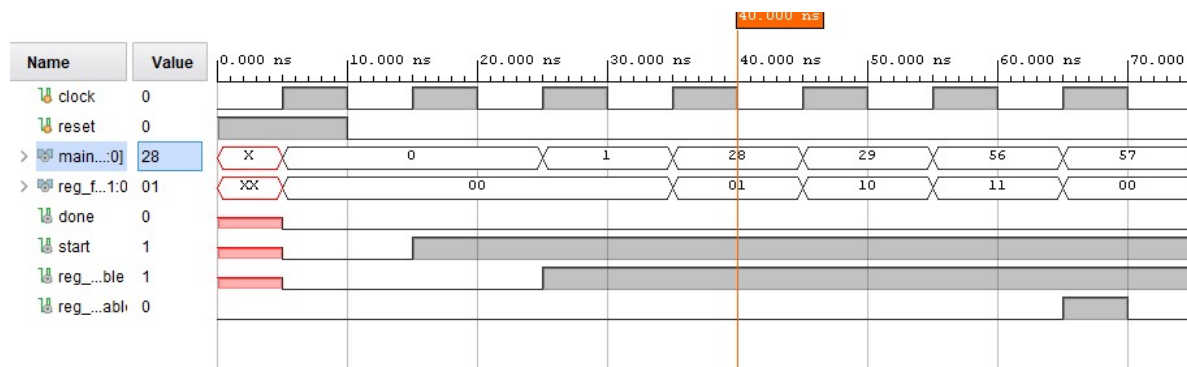 40.000 ns
Name Value 0.000 ns 10.000 ns 20.000 ns 30.000 ns 40.000 ns 50.000 ns 60.000 ns 70.000
clock 0
reset 0
main...:0] 28 X 0 1 28 29 56 57
reg_f...1:0 01 XX 00 01 10 11 00
done 0
start 1
reg_...ble 1
reg_...able 0